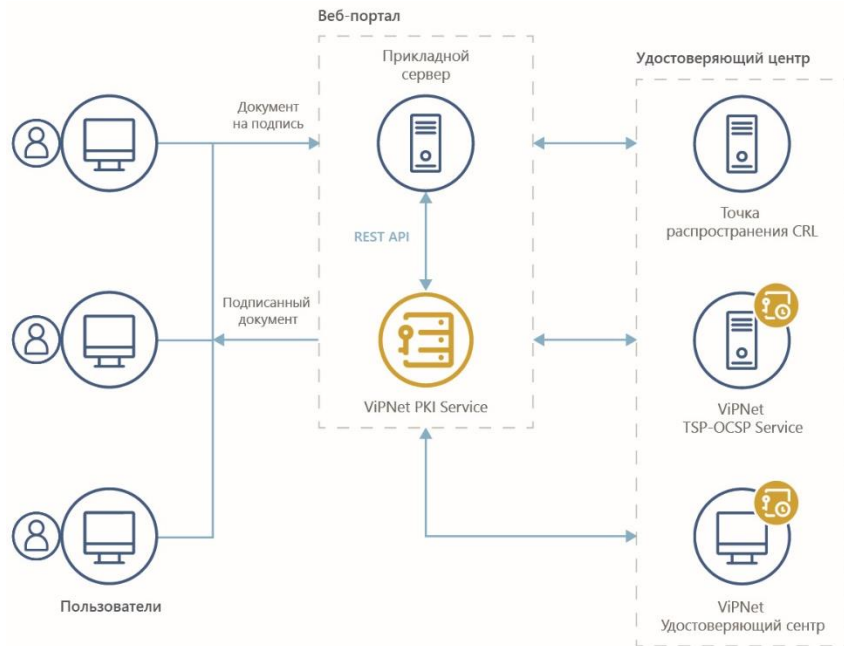 Веб-портал
Прикладной
сервер
Удостоверяющий центр
Документ
на подпись
Точка
распространения CRL
REST API
Подписанный
документ
ViPNet PKI Service
ViPNet
TSP-OCSP Service
Пользователи
ViPNet
Удостоверяющий сентр